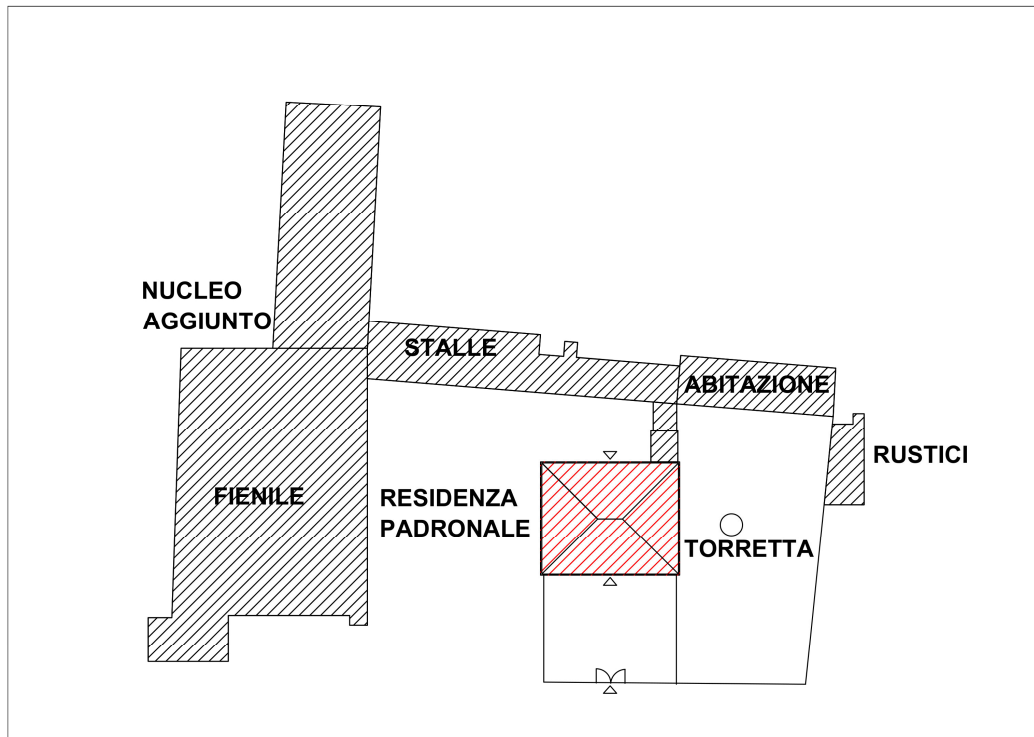 NUCLEO
AGGIUNTO
STALLE
ABITAZIONE
RUSTICI
FIENILE
RESIDENZA
PADRONALE
TORRETTA